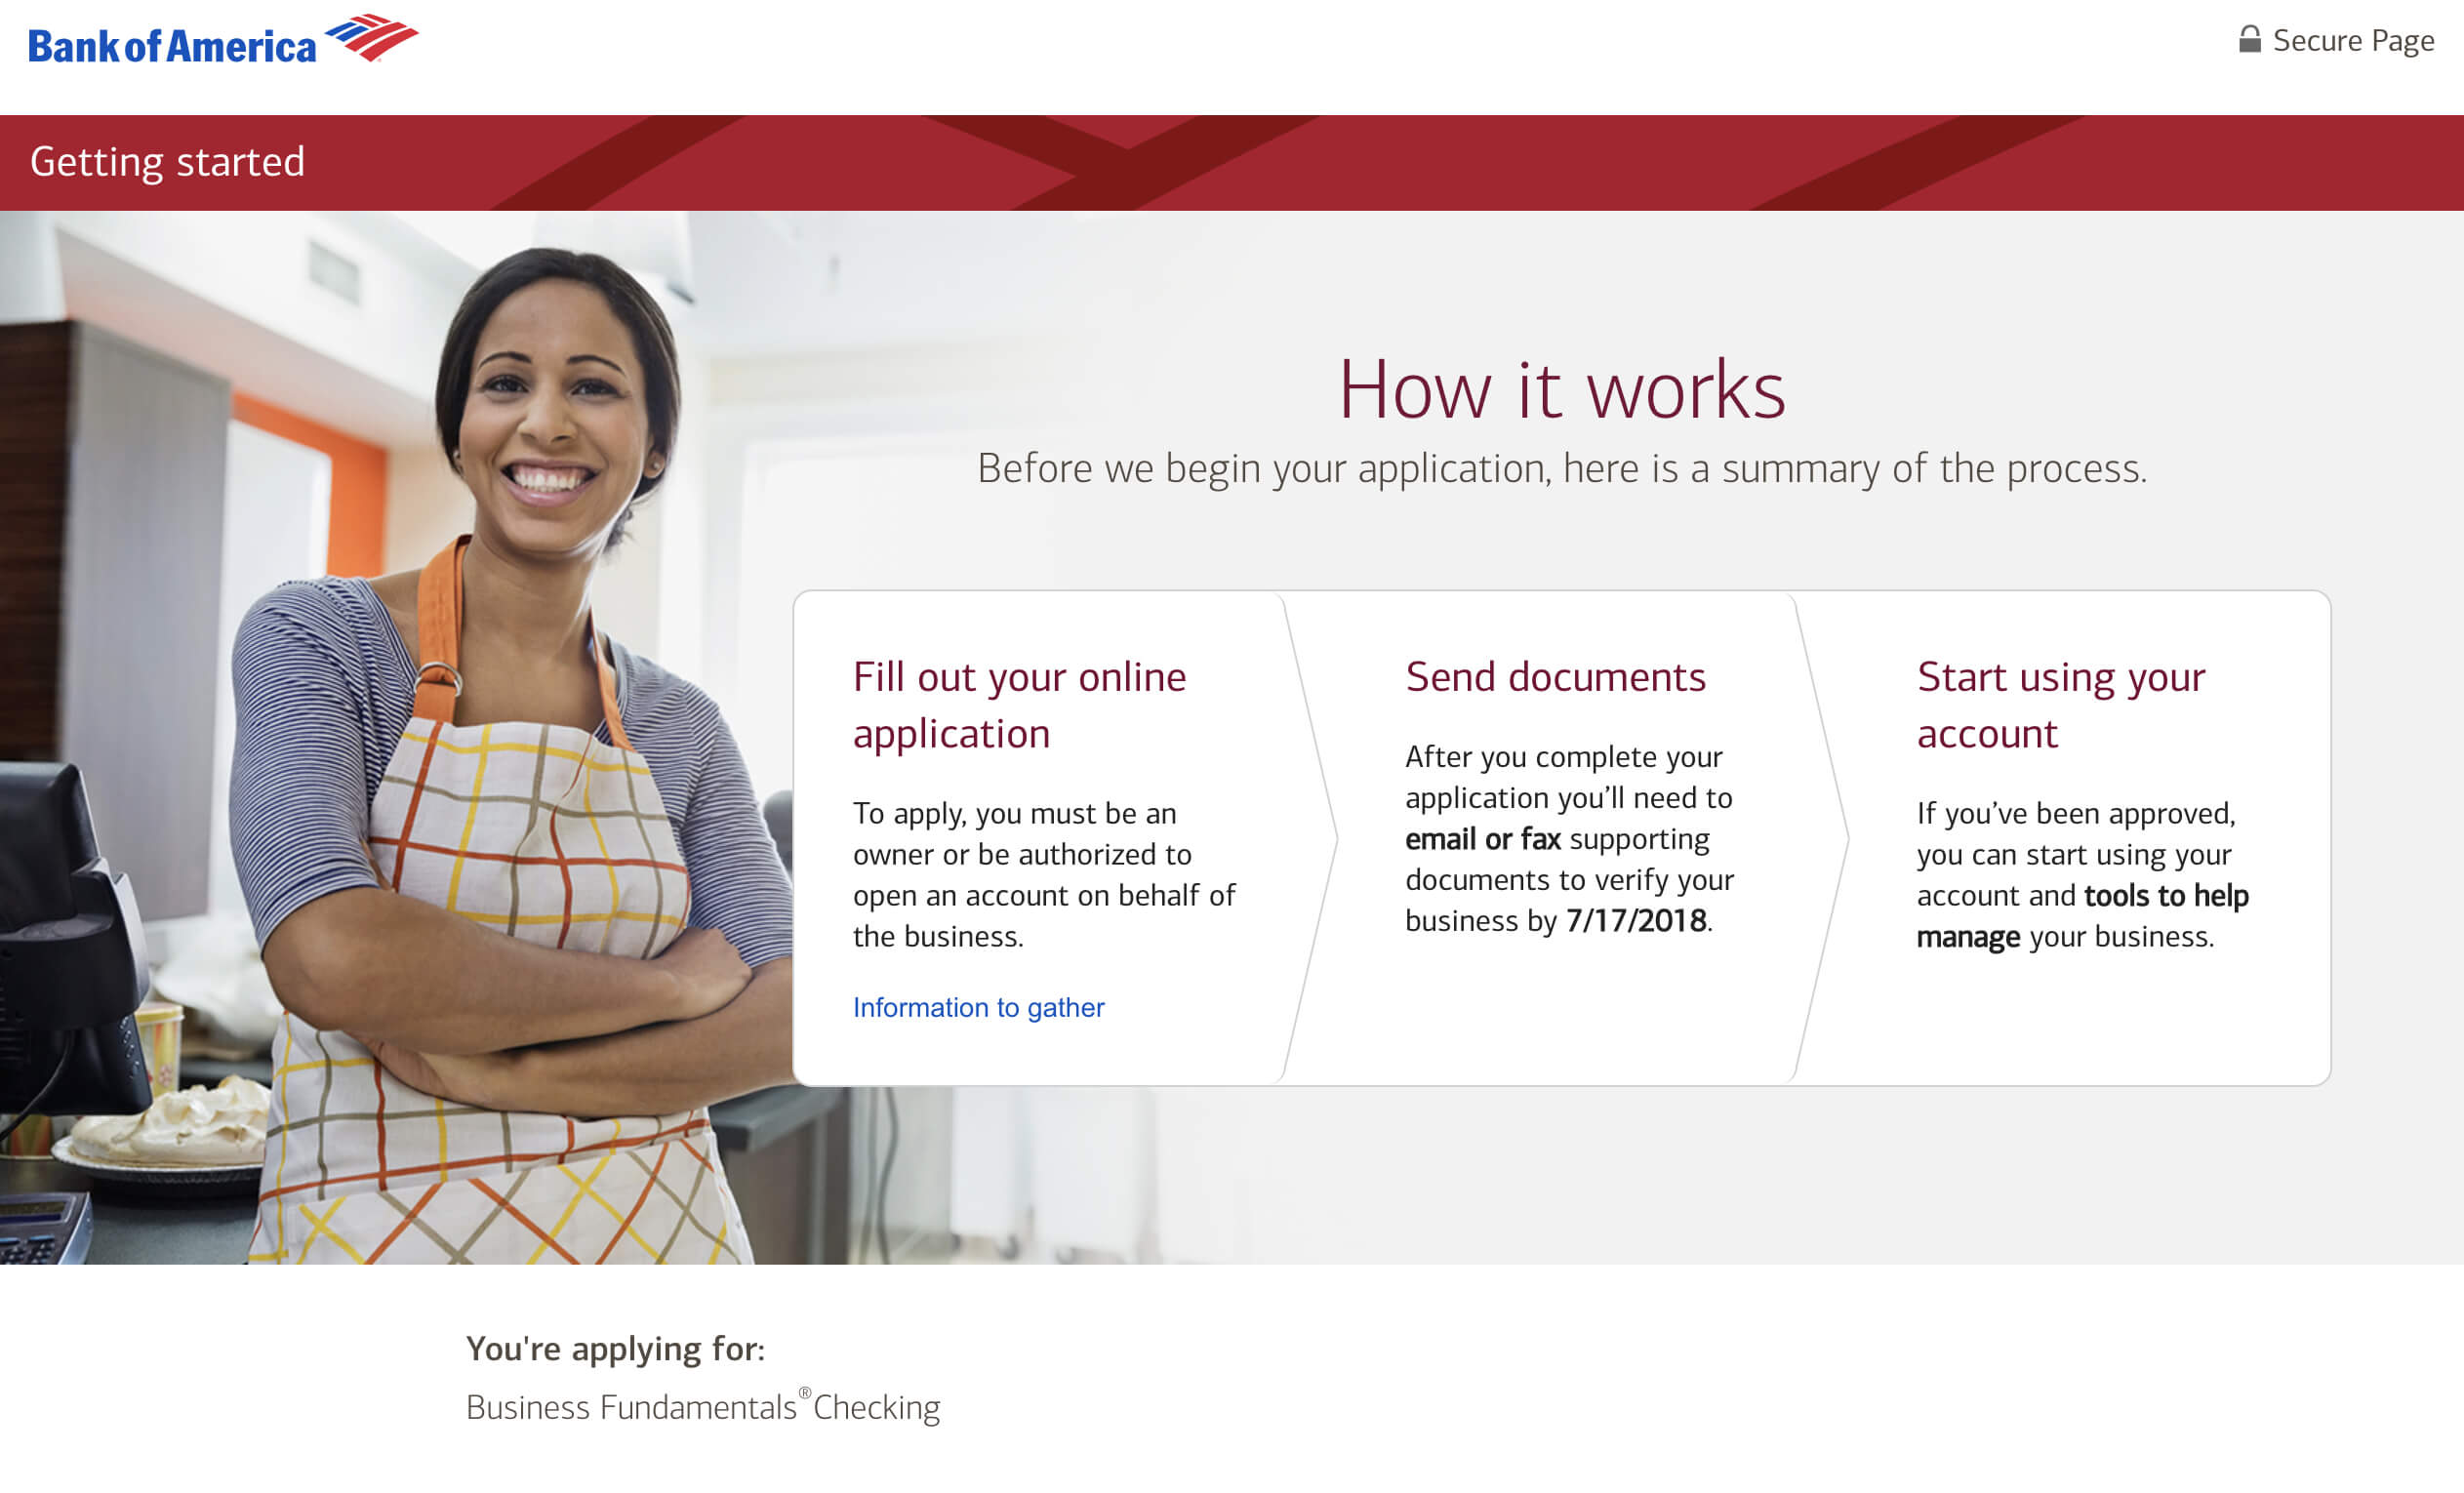 Bank of America
Secure Page
Getting started
How it works
Before we begin your application, here is a summary of the process.
Fill out your online
application
To apply, you must be an
owner or be authorized to
open an account on behalf of
the business.
Information to gather
Send documents
After you complete your
application you’ll need to
email or fax supporting
documents to verify your
business by 7/17/2018.
Start using your
account
If you’ve been approved,
you can start using your
account and tools to help
manage your business.
You're applying for:
Business Fundamentals® Checking